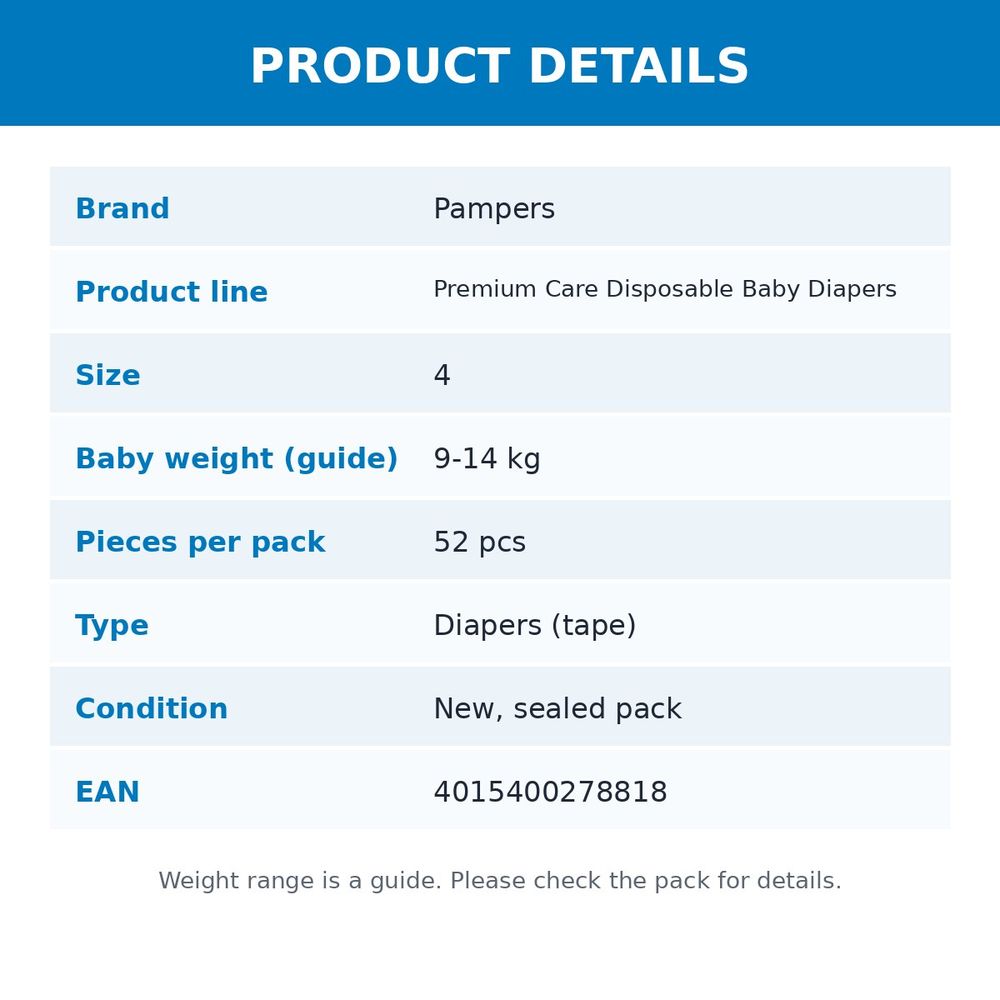 PRODUCT DETAILS
Brand Pampers
Product line Premium Care Disposable Baby Diapers
Size 4
Baby weight (guide) 9-14 kg
Pieces per pack 52 pcs
Type Diapers (tape)
Condition New, sealed pack
EAN 4015400278818
Weight range is a guide. Please check the pack for details.